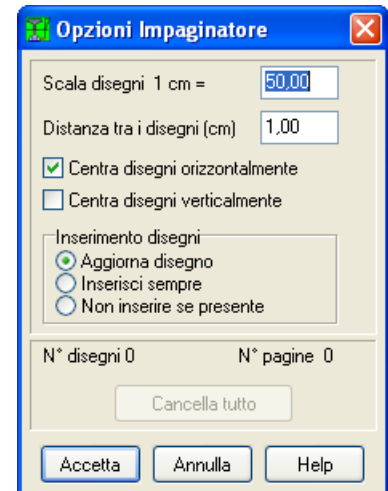 Opzioni Impaginatore
Scala disegni 1 cm = 50,00
Distanza tra i disegni (cm) 1,00
Centra disegni orizzontalmente
Centra disegni verticalmente
Inserimento disegni
Aggiorna disegno
Inserisci sempre
Non inserire se presente
N° disegni 0 N° pagine 0
Cancella tutto
Accetta Annulla Help